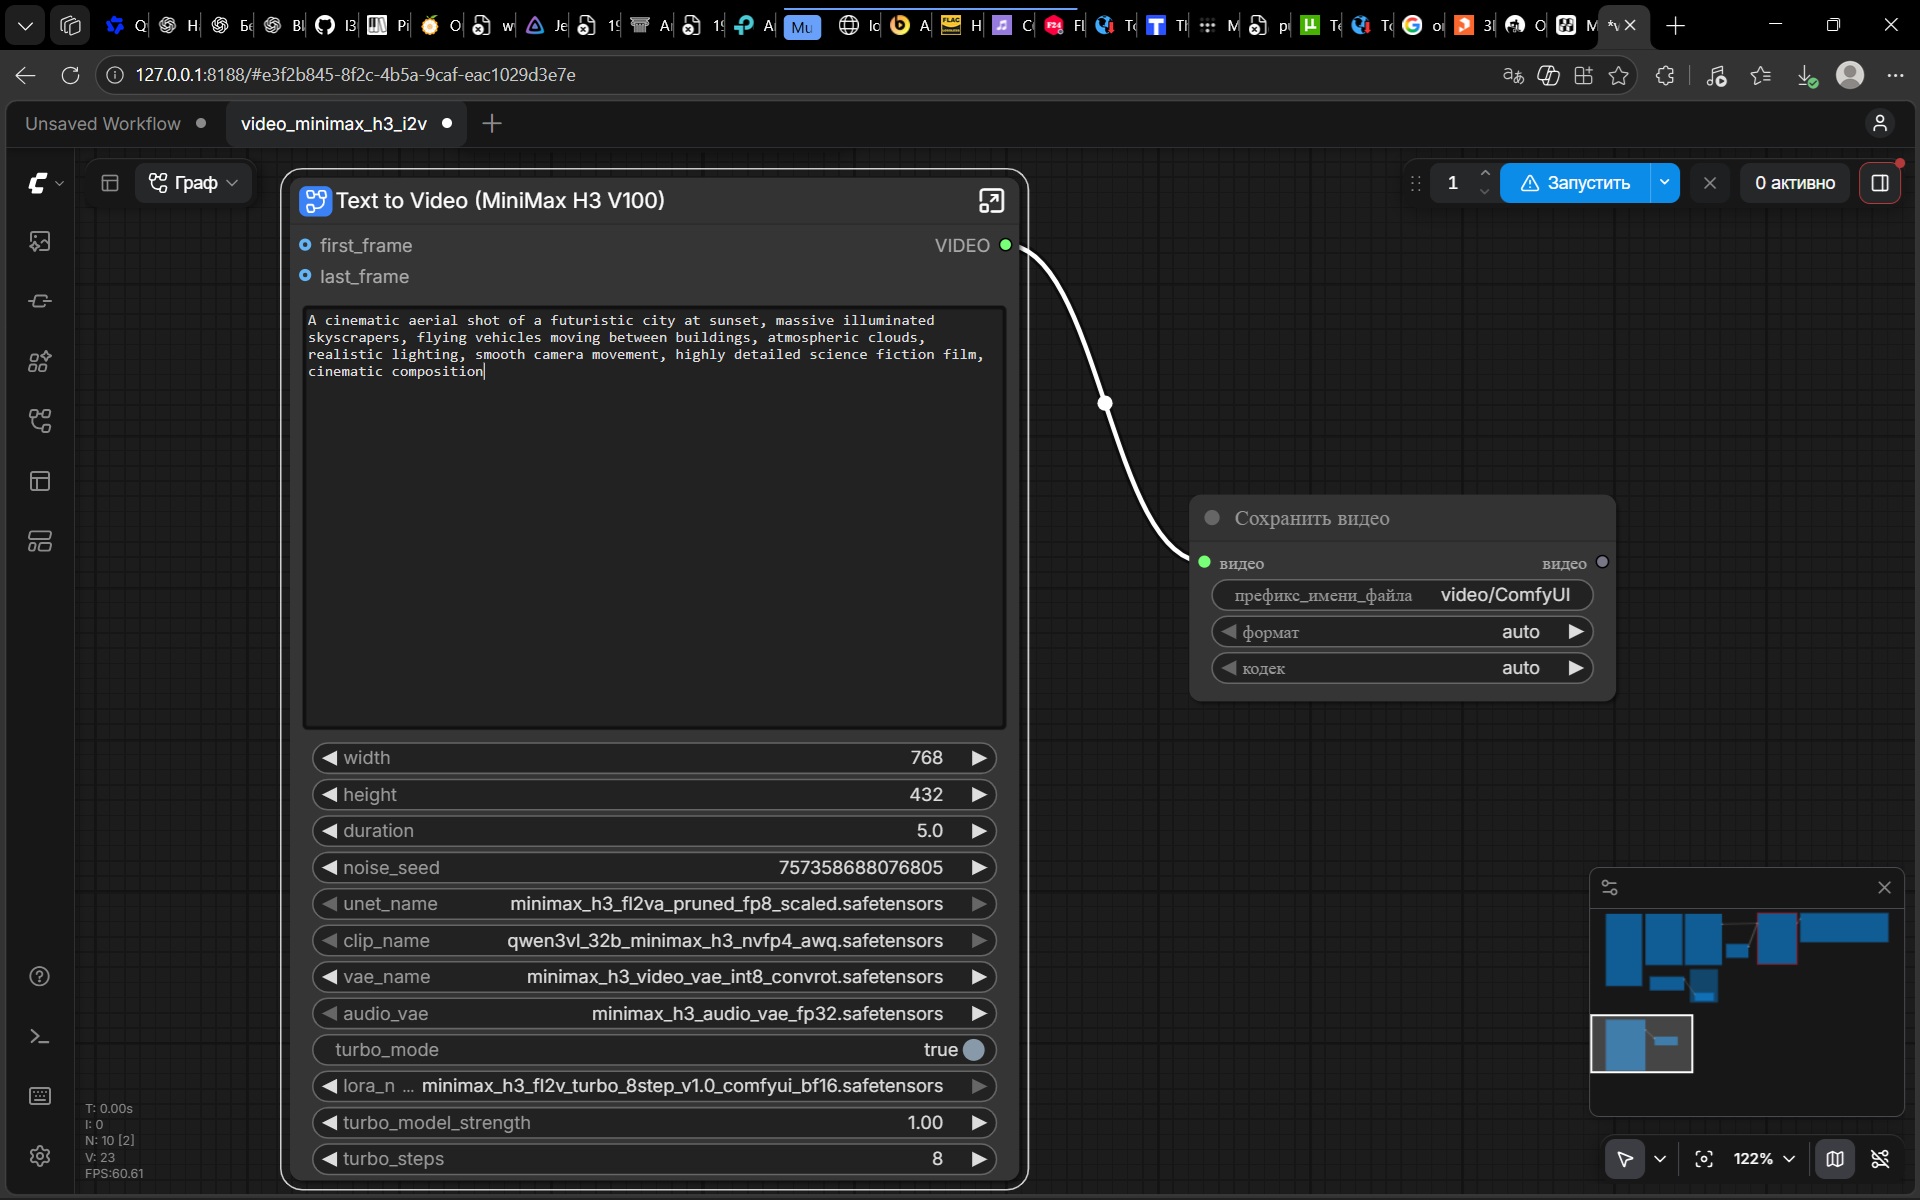 127.0.0.1:8188/#e3f2b845-8f2c-4b5a-9caf-eac1029d3e7e
Unsaved Workflow
video_minimax_h3_i2v
Граф
1
Запустить
0 активно
Text to Video (MiniMax H3 V100)
first_frame
VIDEO
last_frame
A cinematic aerial shot of a futuristic city at sunset, massive illuminated
skyscrapers, flying vehicles moving between buildings, atmospheric clouds,
realistic lighting, smooth camera movement, highly detailed science fiction film,
cinematic composition
Сохранить видео
видео
видео
префикс_имени_файла video/ComfyUI
формат auto
кодек auto
width 768
height 432
duration 5.0
noise_seed 757358688076805
unet_name minimax_h3_fl2va_pruned_fp8_scaled.safetensors
clip_name qwen3vl_32b_minimax_h3_nvfp4_awq.safetensors
vae_name minimax_h3_video_vae_int8_convrot.safetensors
audio_vae minimax_h3_audio_vae_fp32.safetensors
turbo_mode true
lora_n ... minimax_h3_fl2v_turbo_8step_v1.0_comfyui_bf16.safetensors
turbo_model_strength 1.00
turbo_steps 8
T: 0.00s
I: 0
N: 10 [2]
V: 23
FPS:60.61
122%